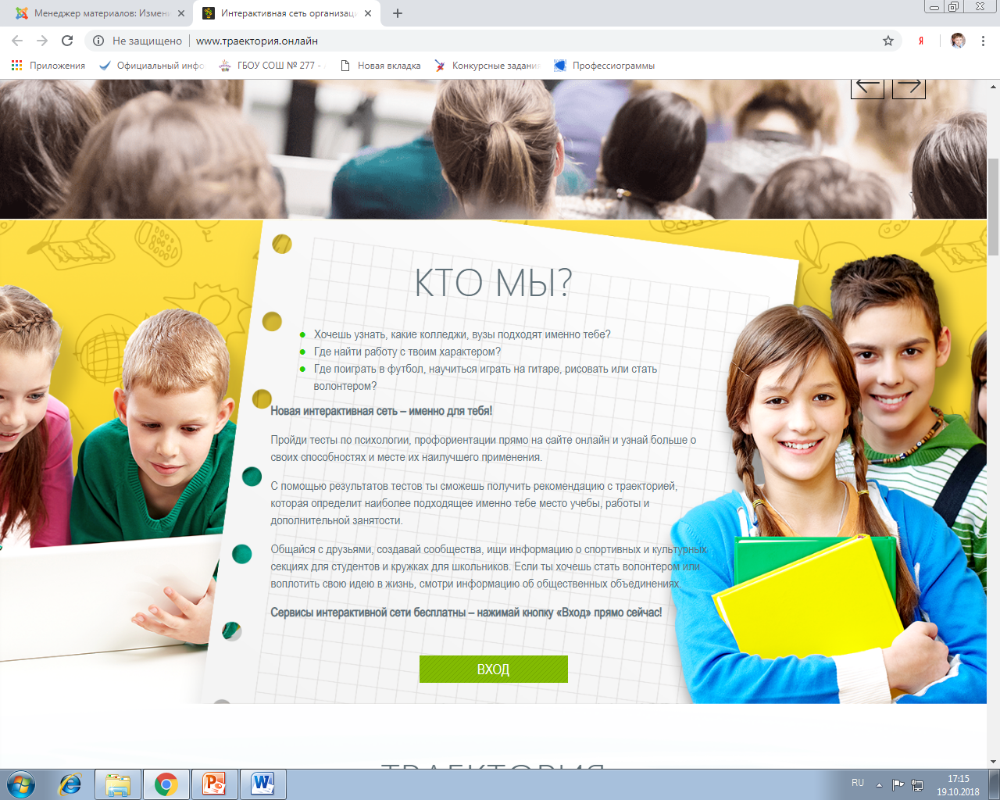 Менеджер материалов: Измени
Интерактивная сеть организаци
Не защищено
www.траектория.онлайн
Я
Приложения
Официальный инфо
ГБОУ СОШ № 277 -
Новая вкладка
Конкурсные задания
Профессиограммы
КТО МЫ?
Хочешь узнать, какие колледжи, вузы подходят именно тебе?
Где найти работу с твоим характером?
Где поиграть в футбол, научиться играть на гитаре, рисовать или стать
волонтером?
Новая интерактивная сеть – именно для тебя!
Пройди тесты по психологии, профориентации прямо на сайте онлайн и узнай больше о
своих способностях и месте их наилучшего применения.
С помощью результатов тестов ты сможешь получить рекомендацию с траекторией,
которая определит наиболее подходящее именно тебе место учебы, работы и
дополнительной занятости.
Общайся с друзьями, создавай сообщества, ищи информацию о спортивных и культурных
секциях для студентов и кружках для школьников. Если ты хочешь стать волонтером или
воплотить свою идею в жизнь, смотри информацию об общественных объединениях.
Сервисы интерактивной сети бесплатны – нажимай кнопку «Вход» прямо сейчас!
ВХОД
ТРАЕКТОРИЯ
RU
17:15
19.10.2018